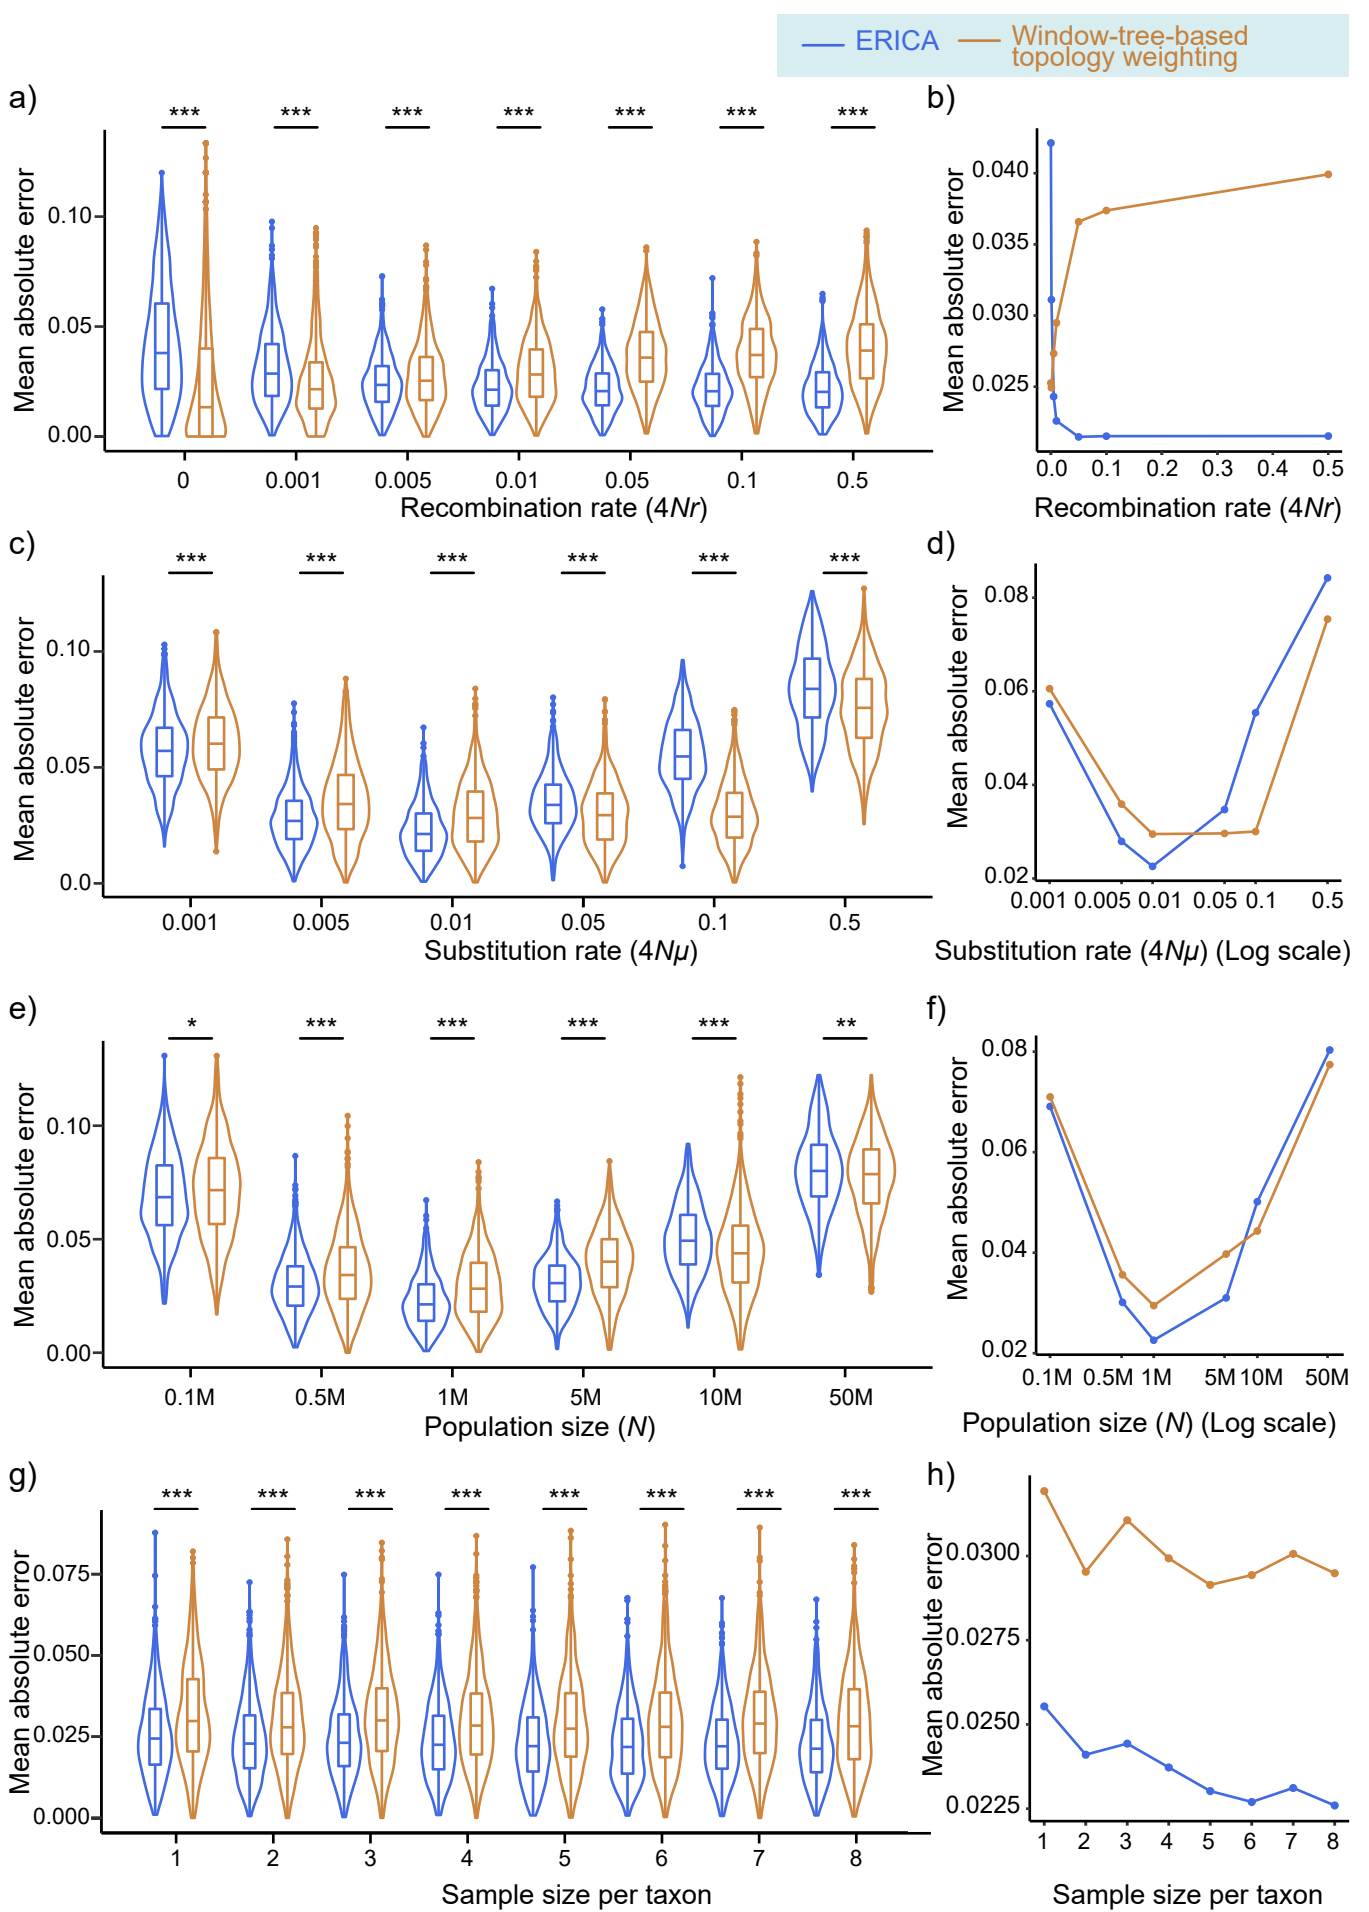 ERICA
Window-tree-based
topology weighting
a)
*** *** *** *** *** *** ***
Mean absolute error
0.10
0.05
0.00
0 0.001 0.005 0.01 0.05 0.1 0.5
Recombination rate (4Nr)
b)
Mean absolute error
0.040
0.035
0.030
0.025
0.0 0.1 0.2 0.3 0.4 0.5
Recombination rate (4Nr)
c)
*** *** *** *** *** ***
Mean absolute error
0.10
0.05
0.0
0.001 0.005 0.01 0.05 0.1 0.5
Substitution rate (4Nµ)
d)
Mean absolute error
0.08
0.06
0.04
0.02
0.001 0.005 0.01 0.05 0.1 0.5
Substitution rate (4Nµ) (Log scale)
e)
* *** *** *** *** **
Mean absolute error
0.10
0.05
0.00
0.1M 0.5M 1M 5M 10M 50M
Population size (N)
f)
Mean absolute error
0.08
0.06
0.04
0.02
0.1M 0.5M 1M 5M 10M 50M
Population size (N) (Log scale)
g)
*** *** *** *** *** *** *** ***
Mean absolute error
0.075
0.050
0.025
0.000
1 2 3 4 5 6 7 8
Sample size per taxon
h)
Mean absolute error
0.0300
0.0275
0.0250
0.0225
1 2 3 4 5 6 7 8
Sample size per taxon